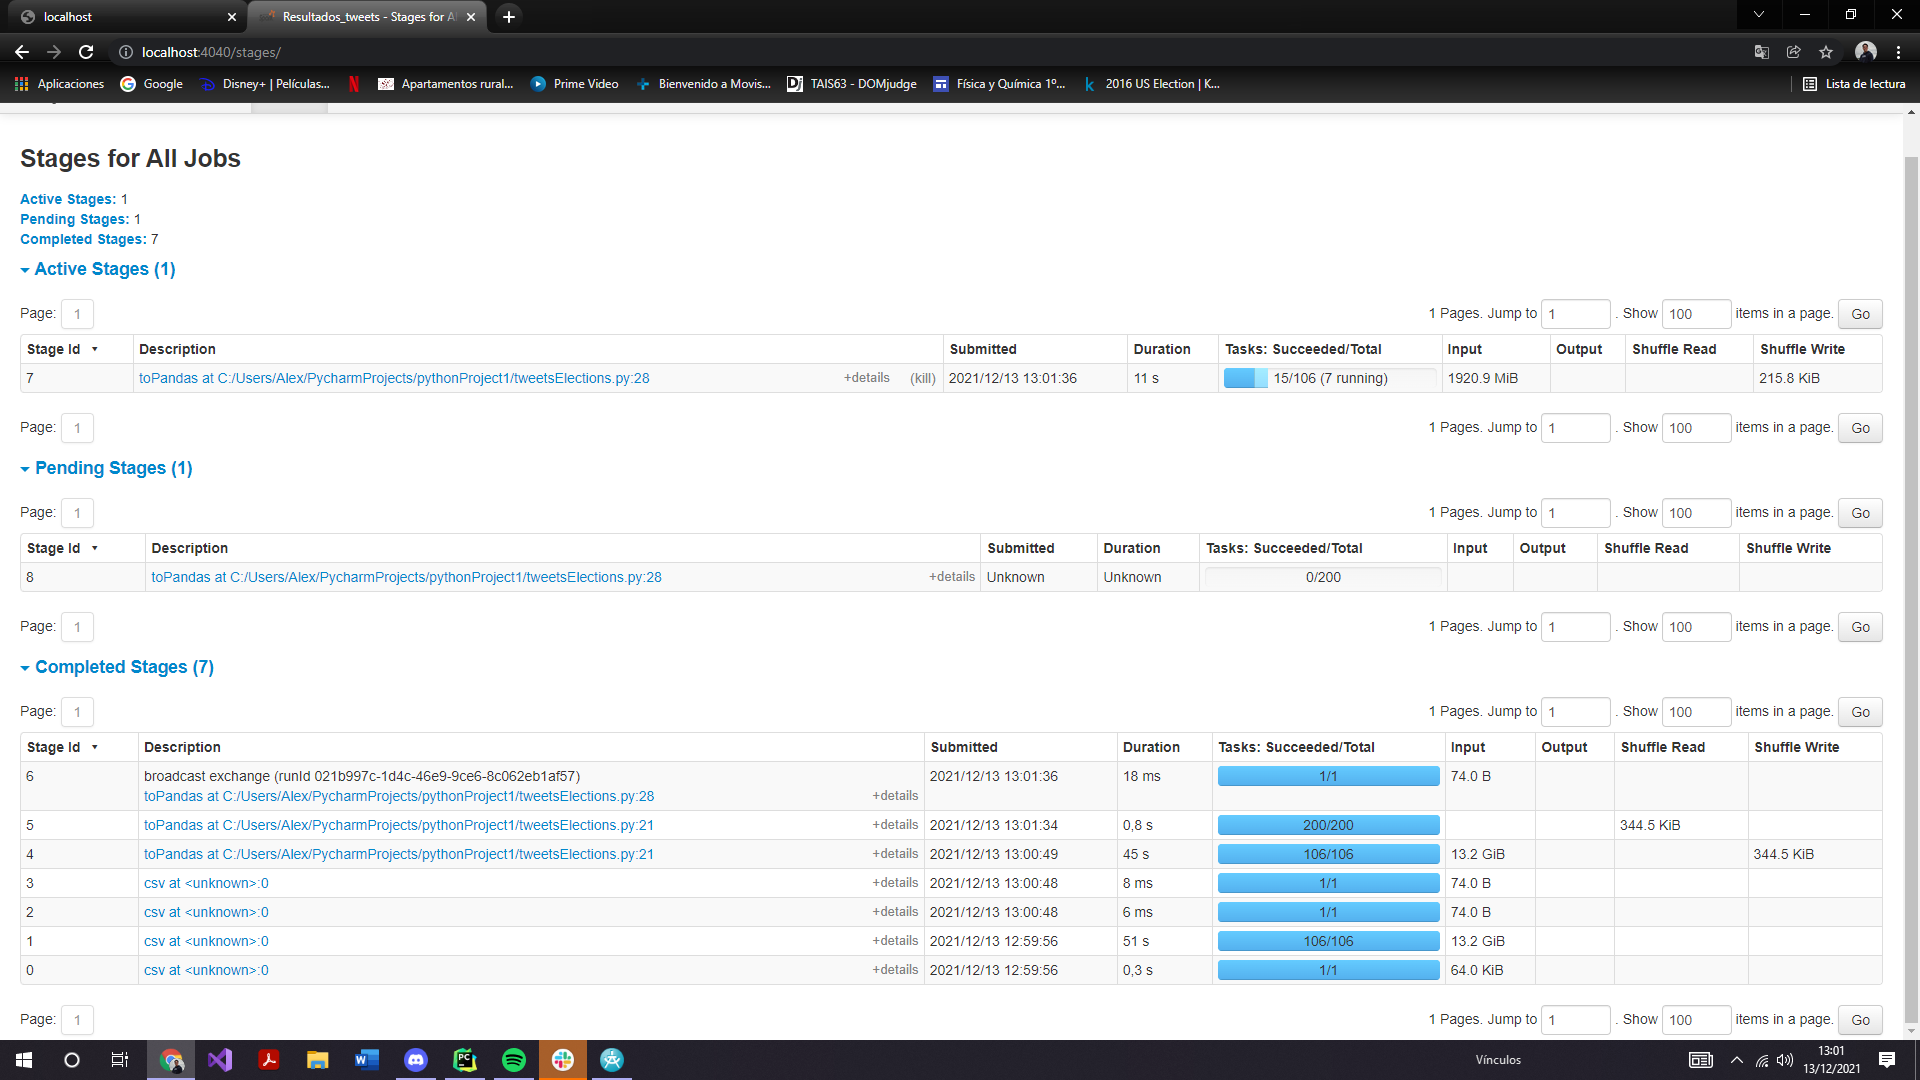 localhost
Resultados_tweets - Stages for Al
localhost:4040/stages/
Aplicaciones Google Disney+ | Películas... Apartamentos rural... Prime Video Bienvenido a Movis... TAIS63 - DOMjudge Física y Química 1º... 2016 US Election | K... Lista de lectura
Stages for All Jobs
Active Stages: 1
Pending Stages: 1
Completed Stages: 7
Active Stages (1)
Page: 1 1 Pages. Jump to 1 . Show 100 items in a page. Go
Stage Id Description Submitted Duration Tasks: Succeeded/Total Input Output Shuffle Read Shuffle Write
7 toPandas at C:/Users/Alex/PycharmProjects/pythonProject1/tweetsElections.py:28 +details (kill) 2021/12/13 13:01:36 11 s 15/106 (7 running) 1920.9 MiB 215.8 KiB
Page: 1 1 Pages. Jump to 1 . Show 100 items in a page. Go
Pending Stages (1)
Page: 1 1 Pages. Jump to 1 . Show 100 items in a page. Go
Stage Id Description Submitted Duration Tasks: Succeeded/Total Input Output Shuffle Read Shuffle Write
8 toPandas at C:/Users/Alex/PycharmProjects/pythonProject1/tweetsElections.py:28 +details Unknown Unknown 0/200
Page: 1 1 Pages. Jump to 1 . Show 100 items in a page. Go
Completed Stages (7)
Page: 1 1 Pages. Jump to 1 . Show 100 items in a page. Go
Stage Id Description Submitted Duration Tasks: Succeeded/Total Input Output Shuffle Read Shuffle Write
6 broadcast exchange (runId 021b997c-1d4c-46e9-9ce6-8c062eb1af57) 2021/12/13 13:01:36 18 ms 1/1 74.0 B
toPandas at C:/Users/Alex/PycharmProjects/pythonProject1/tweetsElections.py:28 +details
5 toPandas at C:/Users/Alex/PycharmProjects/pythonProject1/tweetsElections.py:21 +details 2021/12/13 13:01:34 0,8 s 200/200 344.5 KiB
4 toPandas at C:/Users/Alex/PycharmProjects/pythonProject1/tweetsElections.py:21 +details 2021/12/13 13:00:49 45 s 106/106 13.2 GiB 344.5 KiB
3 csv at <unknown>:0 +details 2021/12/13 13:00:48 8 ms 1/1 74.0 B
2 csv at <unknown>:0 +details 2021/12/13 13:00:48 6 ms 1/1 74.0 B
1 csv at <unknown>:0 +details 2021/12/13 12:59:56 51 s 106/106 13.2 GiB
0 csv at <unknown>:0 +details 2021/12/13 12:59:56 0,3 s 1/1 64.0 KiB
Page: 1 1 Pages. Jump to 1 . Show 100 items in a page. Go
Vínculos 13:01
13/12/2021